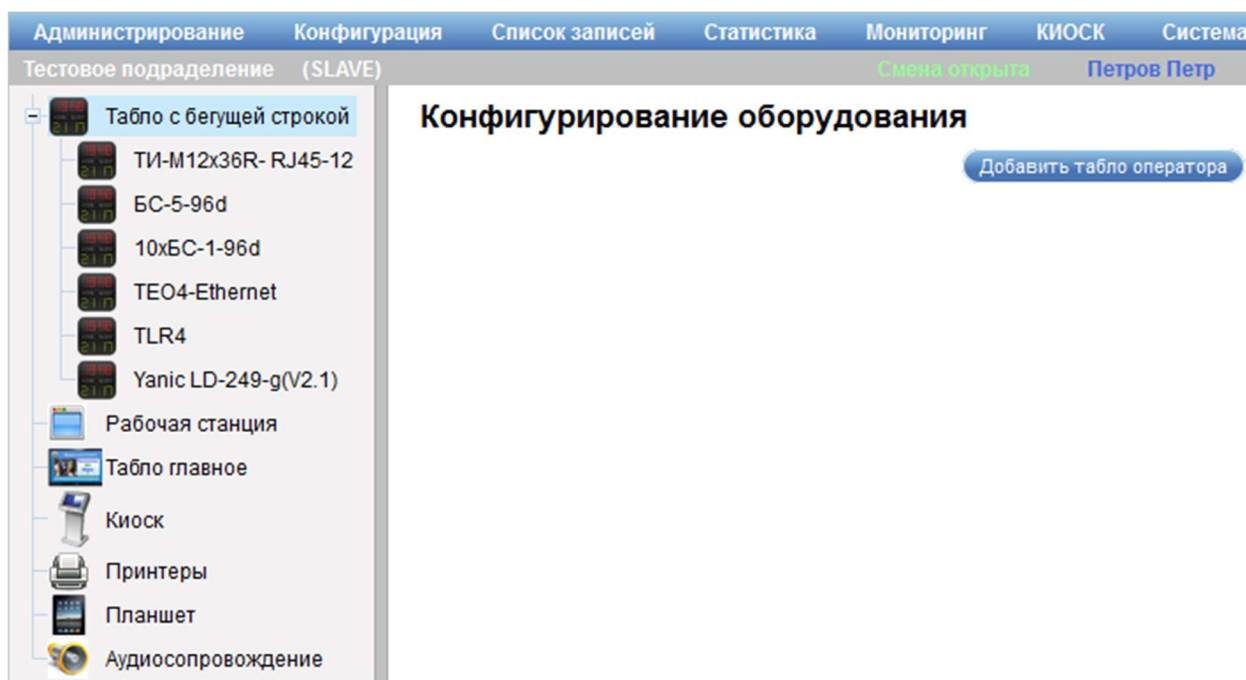 Администрирование Конфигурация Список записей Статистика Мониторинг КИОСК Система
Тестовое подраделение (SLAVE) Смена открыта Петров Петр
Табло с бегущей строкой
ТИ-М12х36R- RJ45-12
БС-5-96d
10хБС-1-96d
TEO4-Ethernet
TLR4
Yanic LD-249-g(V2.1)
Рабочая станция
Табло главное
Киоск
Принтеры
Планшет
Аудиосопровождение
Конфигурирование оборудования
Добавить табло оператора